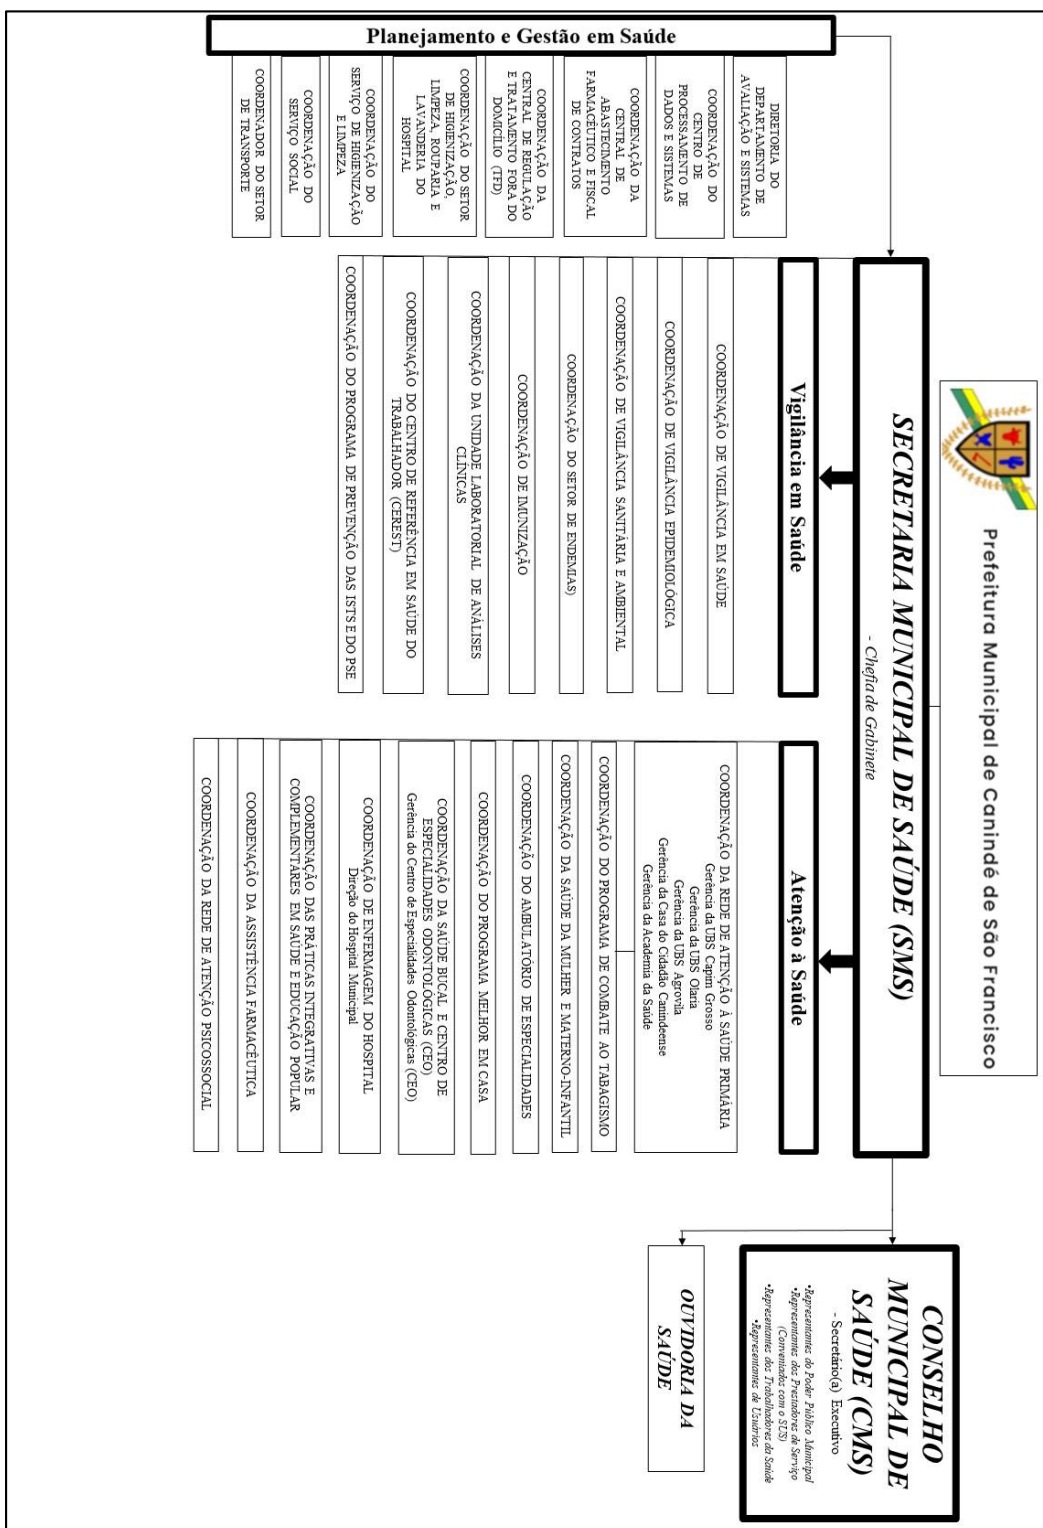 Prefeitura Municipal de Canindé de São Francisco
SECRETARIA MUNICIPAL DE SAÚDE (SMS)
- Chefia de Gabinete
Planejamento e Gestão em Saúde
DIRETORIA DO
DEPARTAMENTO DE
AVALIAÇÃO E SISTEMAS
COORDENAÇÃO DO
CENTRO DE
PROCESSAMENTO DE
DADOS E SISTEMAS
COORDENAÇÃO DA
CENTRAL DE
ABASTECIMENTO
FARMACÊUTICO E FISCAL
DE CONTRATOS
COORDENAÇÃO DA
CENTRAL DE REGULAÇÃO
E TRATAMENTO FORA DO
DOMICÍLIO (TFD)
COORDENAÇÃO DO SETOR
DE HIGIENIZAÇÃO,
LIMPEZA, ROUPARIA E
LAVANDERIA DO
HOSPITAL
COORDENAÇÃO DO
SERVIÇO DE HIGIENIZAÇÃO
E LIMPEZA
COORDENAÇÃO DO
SERVIÇO SOCIAL
COORDENADOR DO SETOR
DE TRANSPORTE
Vigilância em Saúde
COORDENAÇÃO DE VIGILÂNCIA EM SAÚDE
COORDENAÇÃO DE VIGILÂNCIA EPIDEMIOLÓGICA
COORDENAÇÃO DE VIGILÂNCIA SANITÁRIA E AMBIENTAL
COORDENAÇÃO DO SETOR DE ENDEMIAS)
COORDENAÇÃO DE IMUNIZAÇÃO
COORDENAÇÃO DA UNIDADE LABORATORIAL DE ANÁLISES
CLÍNICAS
COORDENAÇÃO DO CENTRO DE REFERÊNCIA EM SAÚDE DO
TRABALHADOR (CEREST)
COORDENAÇÃO DO PROGRAMA DE PREVENÇÃO DAS ISTS E DO PSE
Atenção à Saúde
COORDENAÇÃO DA REDE DE ATENÇÃO À SAÚDE PRIMÁRIA
Gerência da UBS Capim Grosso
Gerência da UBS Olaria
Gerência da UBS Agrovila
Gerência da Casa do Cidadão Canindeense
Gerência da Academia da Saúde
COORDENAÇÃO DO PROGRAMA DE COMBATE AO TABAGISMO
COORDENAÇÃO DA SAÚDE DA MULHER E MATERNO-INFANTIL
COORDENAÇÃO DO AMBULATÓRIO DE ESPECIALIDADES
COORDENAÇÃO DO PROGRAMA MELHOR EM CASA
COORDENAÇÃO DA SAÚDE BUCAL E CENTRO DE
ESPECIALIDADES ODONTOLÓGICAS (CEO)
Gerência do Centro de Especialidades Odontológicas (CEO)
COORDENAÇÃO DE ENFERMAGEM DO HOSPITAL
Direção do Hospital Municipal
COORDENAÇÃO DAS PRÁTICAS INTEGRATIVAS E
COMPLEMENTARES EM SAÚDE E EDUCAÇÃO POPULAR
COORDENAÇÃO DA ASSISTÊNCIA FARMACÊUTICA
COORDENAÇÃO DA REDE DE ATENÇÃO PSICOSSOCIAL
CONSELHO
MUNICIPAL DE
SAÚDE (CMS)
- Secretário(a) Executivo
•Representantes do Poder Público Municipal
•Representantes dos Prestadores de Serviço
(Conveniados com o SUS)
•Representantes dos Trabalhadores da Saúde
•Representantes de Usuários
OUVIDORIA DA
SAÚDE